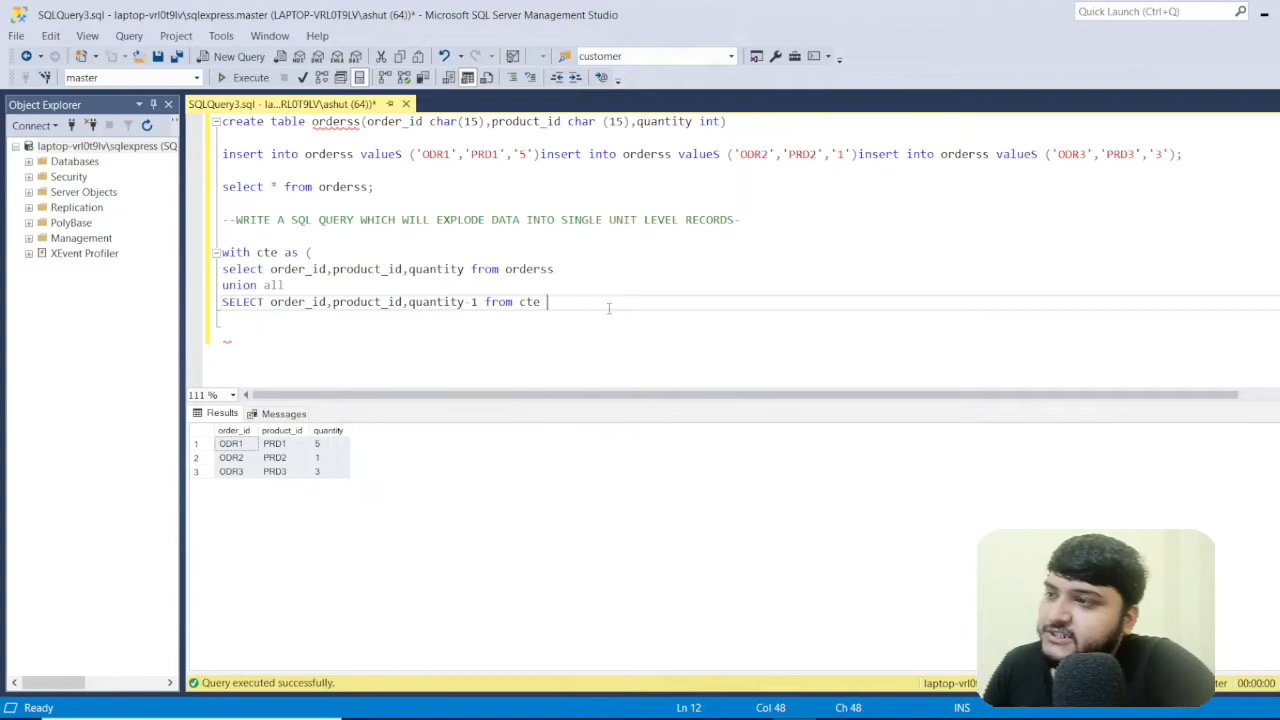 SQLQuery3.sql - laptop-vrl0t9lv\sqlexpress.master (LAPTOP-VRL0T9LV\ashut (64))* - Microsoft SQL Server Management Studio
Quick Launch (Ctrl+Q)
File Edit View Query Project Tools Window Help
New Query
customer
master
Execute
Object Explorer
SQLQuery3.sql - la...RL0T9LV\ashut (64))*
Connect
laptop-vrl0t9lv\sqlexpress (SQ
Databases
Security
Server Objects
Replication
PolyBase
Management
XEvent Profiler
create table orderss(order_id char(15),product_id char (15),quantity int)
insert into orderss valueS ('ODR1','PRD1','5')insert into orderss valueS ('ODR2','PRD2','1')insert into orderss valueS ('ODR3','PRD3','3');
select * from orderss;
--WRITE A SQL QUERY WHICH WILL EXPLODE DATA INTO SINGLE UNIT LEVEL RECORDS-
with cte as (
select order_id,product_id,quantity from orderss
union all
SELECT order_id,product_id,quantity-1 from cte
111 %
Results Messages
order_id product_id quantity
1 ODR1 PRD1 5
2 ODR2 PRD2 1
3 ODR3 PRD3 3
Query executed successfully.
laptop-vrl0
ter
00:00:00
Ready
Ln 12 Col 48 Ch 48 INS